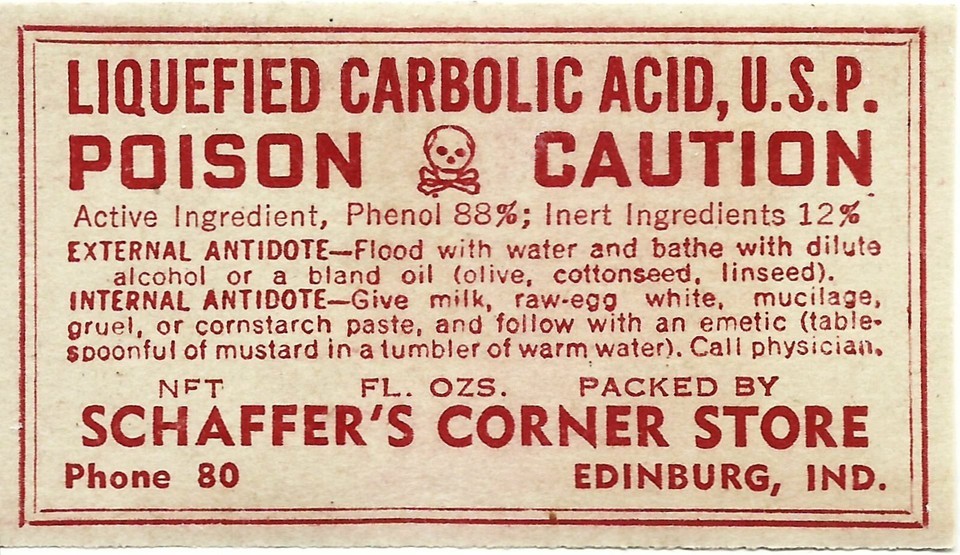 LIQUEFIED CARBOLIC ACID, U.S.P.
POISON CAUTION
Active Ingredient, Phenol 88%; Inert Ingredients 12%
EXTERNAL ANTIDOTE—Flood with water and bathe with dilute
alcohol or a bland oil (olive, cottonseed, linseed).
INTERNAL ANTIDOTE—Give milk, raw-egg white, mucilage,
gruel, or cornstarch paste, and follow with an emetic (table-
spoonful of mustard in a tumbler of warm water). Call physician.
NET FL. OZS. PACKED BY
SCHAFFER'S CORNER STORE
Phone 80 EDINBURG, IND.